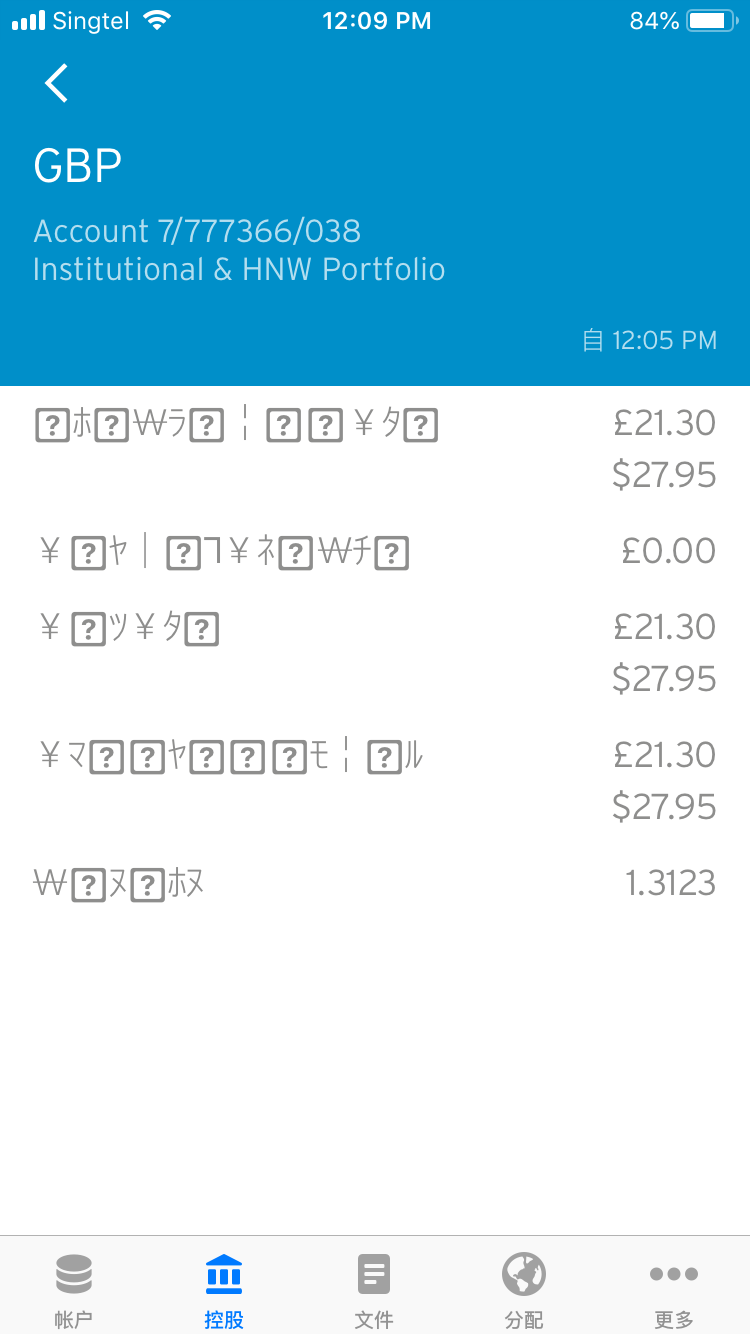 Singtel 12:09 PM 84%
GBP
Account 7/777366/038
Institutional & HNW Portfolio
自 12:05 PM
�ホ�₩ラ�¦��¥タ� £21.30
$27.95
¥�ヤ|�ℸ¥ネ�₩チ� £0.00
¥�ツ¥タ� £21.30
$27.95
¥マ��ヤ���モ¦�ル £21.30
$27.95
₩�ヌ�ホヌ 1.3123
帐户 控股 文件 分配 更多